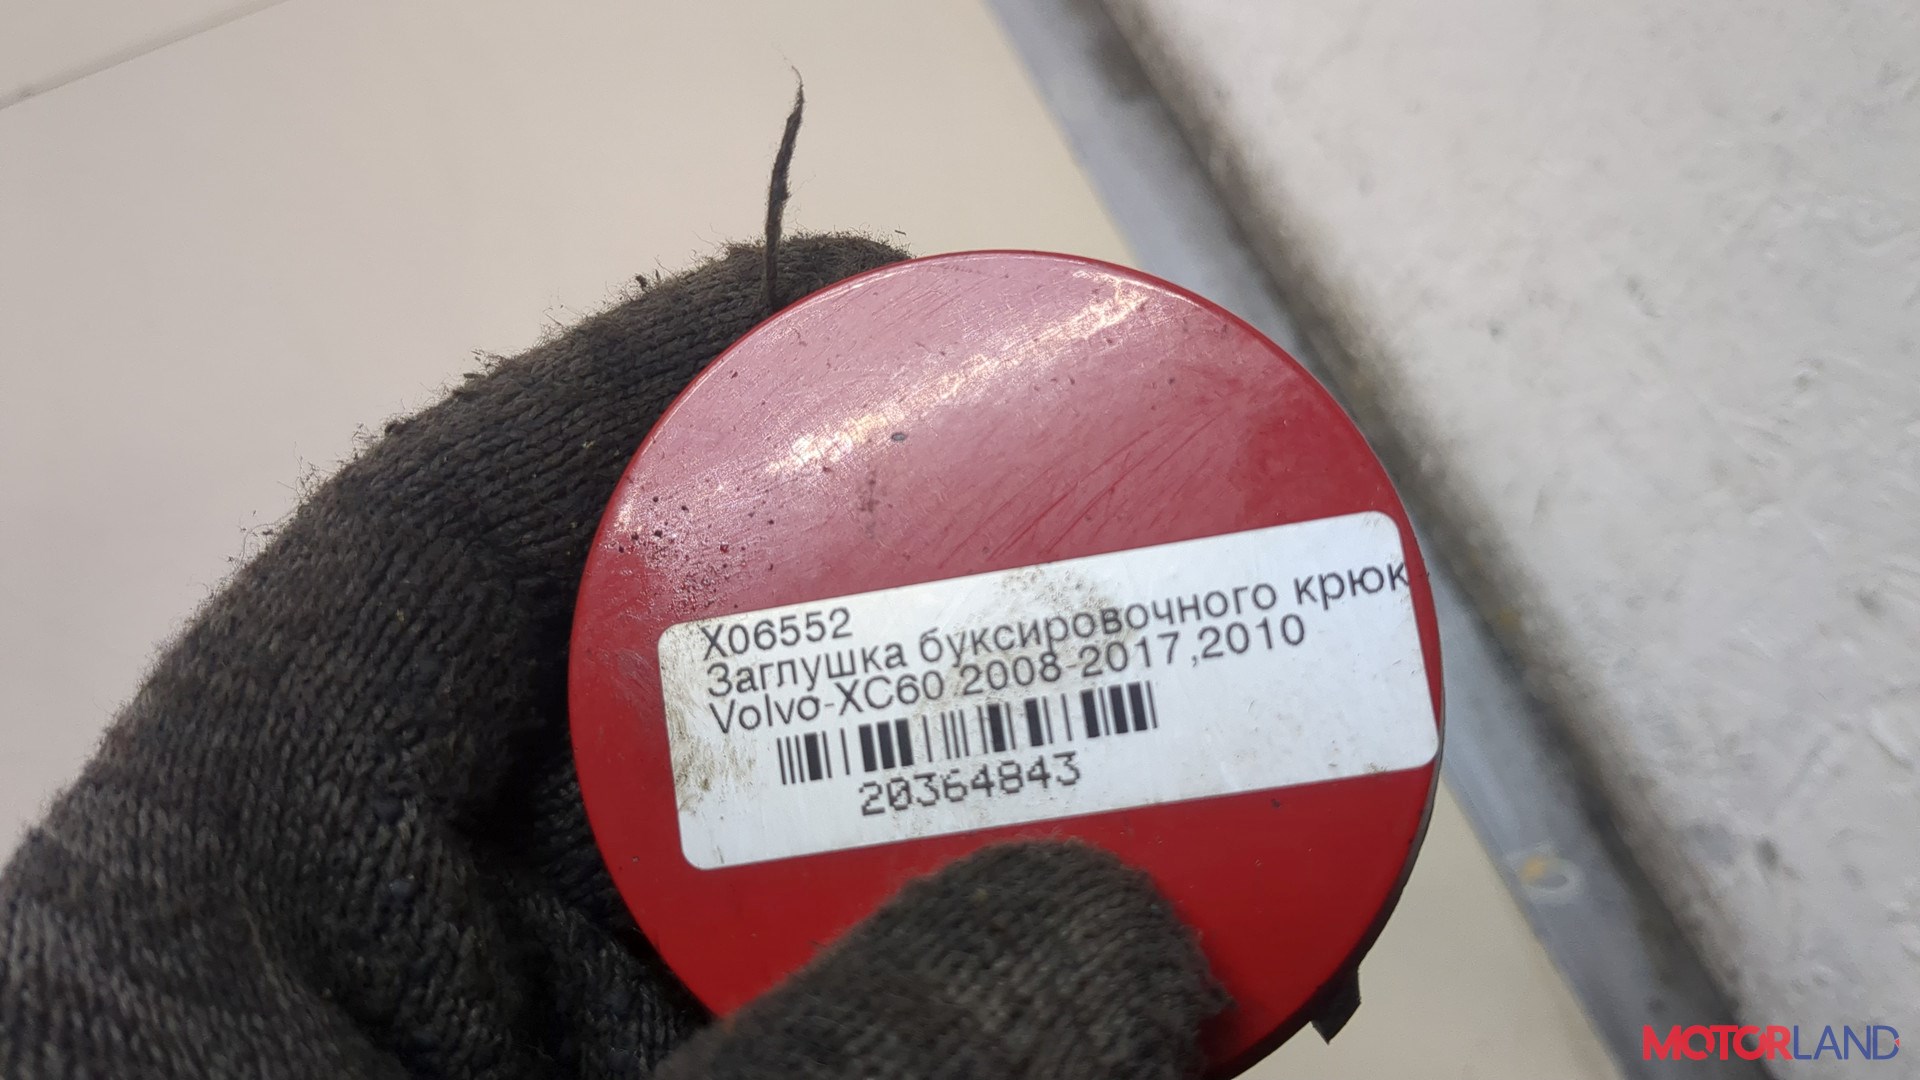 X06552
Заглушка буксировочного крюк
Volvo-XC60 2008-2017,2010
20364843
MOTORLAND